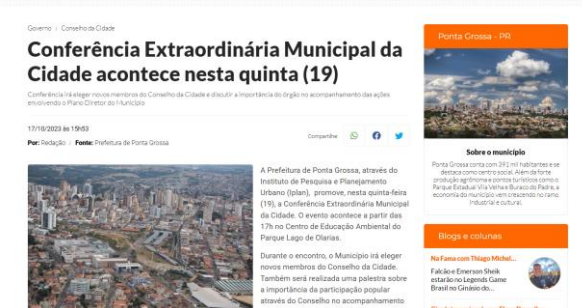 Governo | Conselho da Cidade
Conferência Extraordinária Municipal da
Cidade acontece nesta quinta (19)
Conferência irá eleger novos membros do Conselho da Cidade e discutir a importância do órgão no acompanhamento das ações
envolvendo o Plano Diretor do Município
17/10/2023 às 15h53
Por: Redação / Fonte: Prefeitura de Ponta Grossa
Compartilhe
A Prefeitura de Ponta Grossa, através do
Instituto de Pesquisa e Planejamento
Urbano (Iplan), promove, nesta quinta-feira
(19), a Conferência Extraordinária Municipal
da Cidade. O evento acontece a partir das
17h no Centro de Educação Ambiental do
Parque Lago de Olarias.
Durante o encontro, o Município irá eleger
novos membros do Conselho da Cidade.
Também será realizada uma palestra sobre
a importância da participação popular
através do Conselho no acompanhamento
Ponta Grossa - PR
Sobre o município
Ponta Grossa conta com 391 mil habitantes e se
destaca como centro social. Além da forte
produção agrônoma e pontos turísticos como o
Parque Estadual Vila Velha e Buraco do Padre, a
economia do município vem crescendo no ramo
industrial e cultural.
Blogs e colunas
Na Fama com Thiago Michel...
Falcão e Emerson Sheik
estarão no Legends Game
Brasil no Ginásio do...